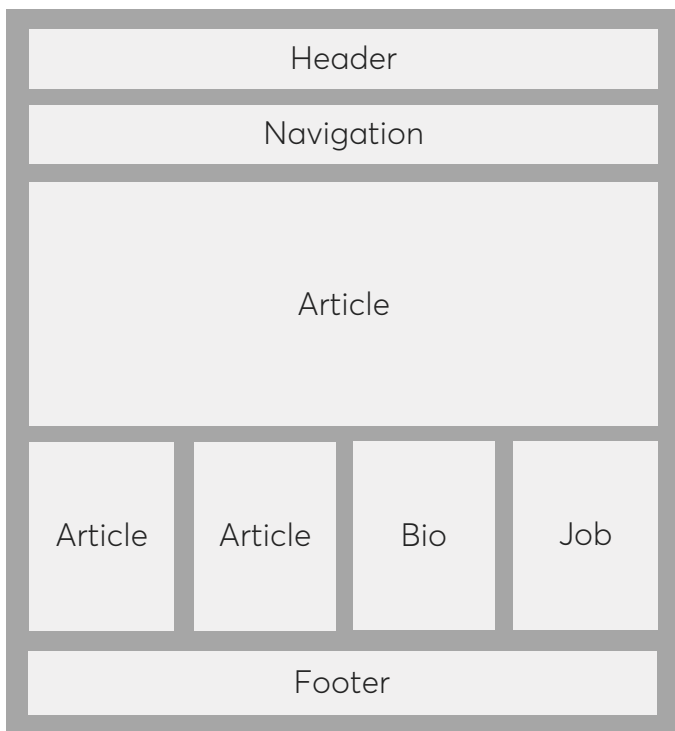 Header
Navigation
Article
Article
Article
Bio
Job
Footer